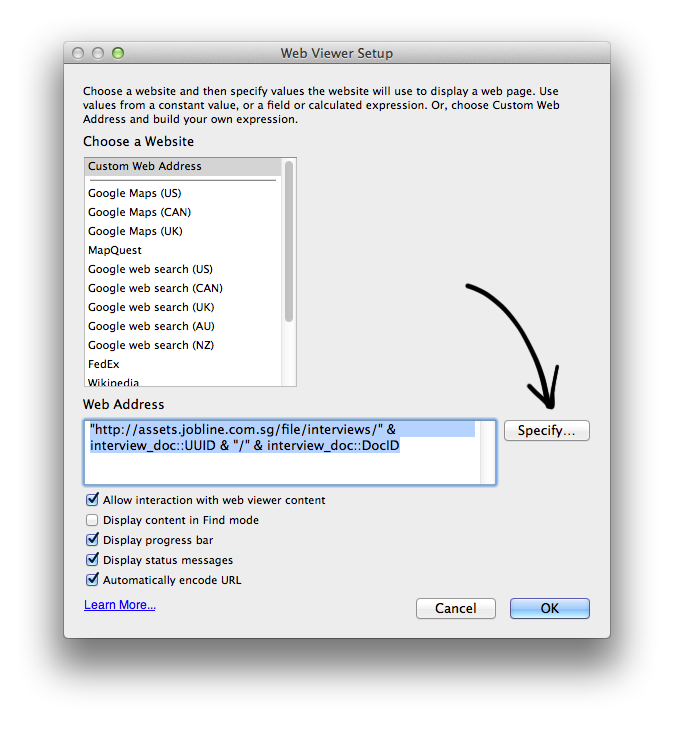 Web Viewer Setup
Choose a website and then specify values the website will use to display a web page. Use
values from a constant value, or a field or calculated expression. Or, choose Custom Web
Address and build your own expression.
Choose a Website
Custom Web Address
Google Maps (US)
Google Maps (CAN)
Google Maps (UK)
MapQuest
Google web search (US)
Google web search (CAN)
Google web search (UK)
Google web search (AU)
Google web search (NZ)
FedEx
Wikipedia
Web Address
"http://assets.jobline.com.sg/file/interviews/" &
interview_doc::UUID & "/" & interview_doc::DocID
Specify...
Allow interaction with web viewer content
Display content in Find mode
Display progress bar
Display status messages
Automatically encode URL
Learn More...
Cancel
OK